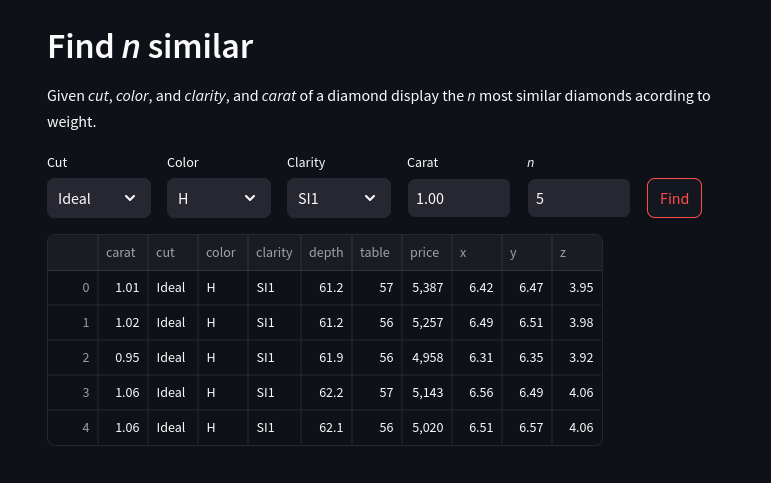 Find n similar
Given cut, color, and clarity, and carat of a diamond display the n most similar diamonds acording to
weight.
Cut Color Clarity Carat n
Ideal H SI1 1.00 5 Find
carat cut color clarity depth table price x y z
0 1.01 Ideal H SI1 61.2 57 5,387 6.42 6.47 3.95
1 1.02 Ideal H SI1 61.2 56 5,257 6.49 6.51 3.98
2 0.95 Ideal H SI1 61.9 56 4,958 6.31 6.35 3.92
3 1.06 Ideal H SI1 62.2 57 5,143 6.56 6.49 4.06
4 1.06 Ideal H SI1 62.1 56 5,020 6.51 6.57 4.06